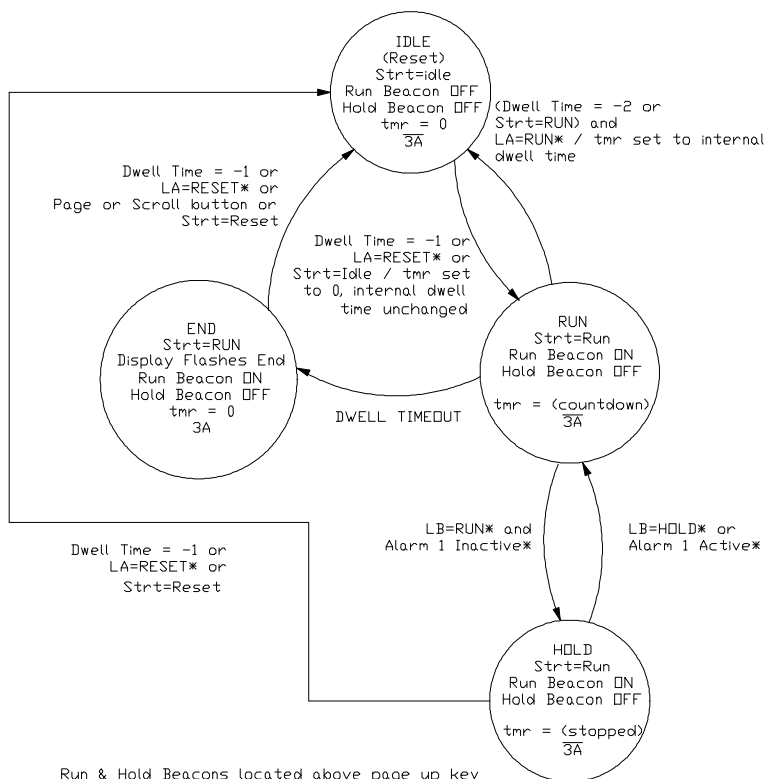 IDLE
(Reset)
Strt=idle
Run Beacon OFF
Hold Beacon OFF
tmr = 0
3A
(Dwell Time = -2 or
Strt=RUN) and
LA=RUN* / tmr set to internal
dwell time
Dwell Time = -1 or
LA=RESET* or
Page or Scroll button or
Strt=Reset
Dwell Time = -1 or
LA=RESET* or
Strt=Idle / tmr set
to 0, internal dwell
time unchanged
END
Strt=RUN
Display Flashes End
Run Beacon ON
Hold Beacon OFF
tmr = 0
3A
RUN
Strt=Run
Run Beacon ON
Hold Beacon OFF
tmr = (countdown)
3A
DWELL TIMEOUT
LB=RUN* and
Alarm 1 Inactive*
LB=HOLD* or
Alarm 1 Active*
Dwell Time = -1 or
LA=RESET* or
Strt=Reset
HOLD
Strt=Run
Run Beacon ON
Hold Beacon OFF
tmr = (stopped)
3A
Run & Hold Beacons located above page up key